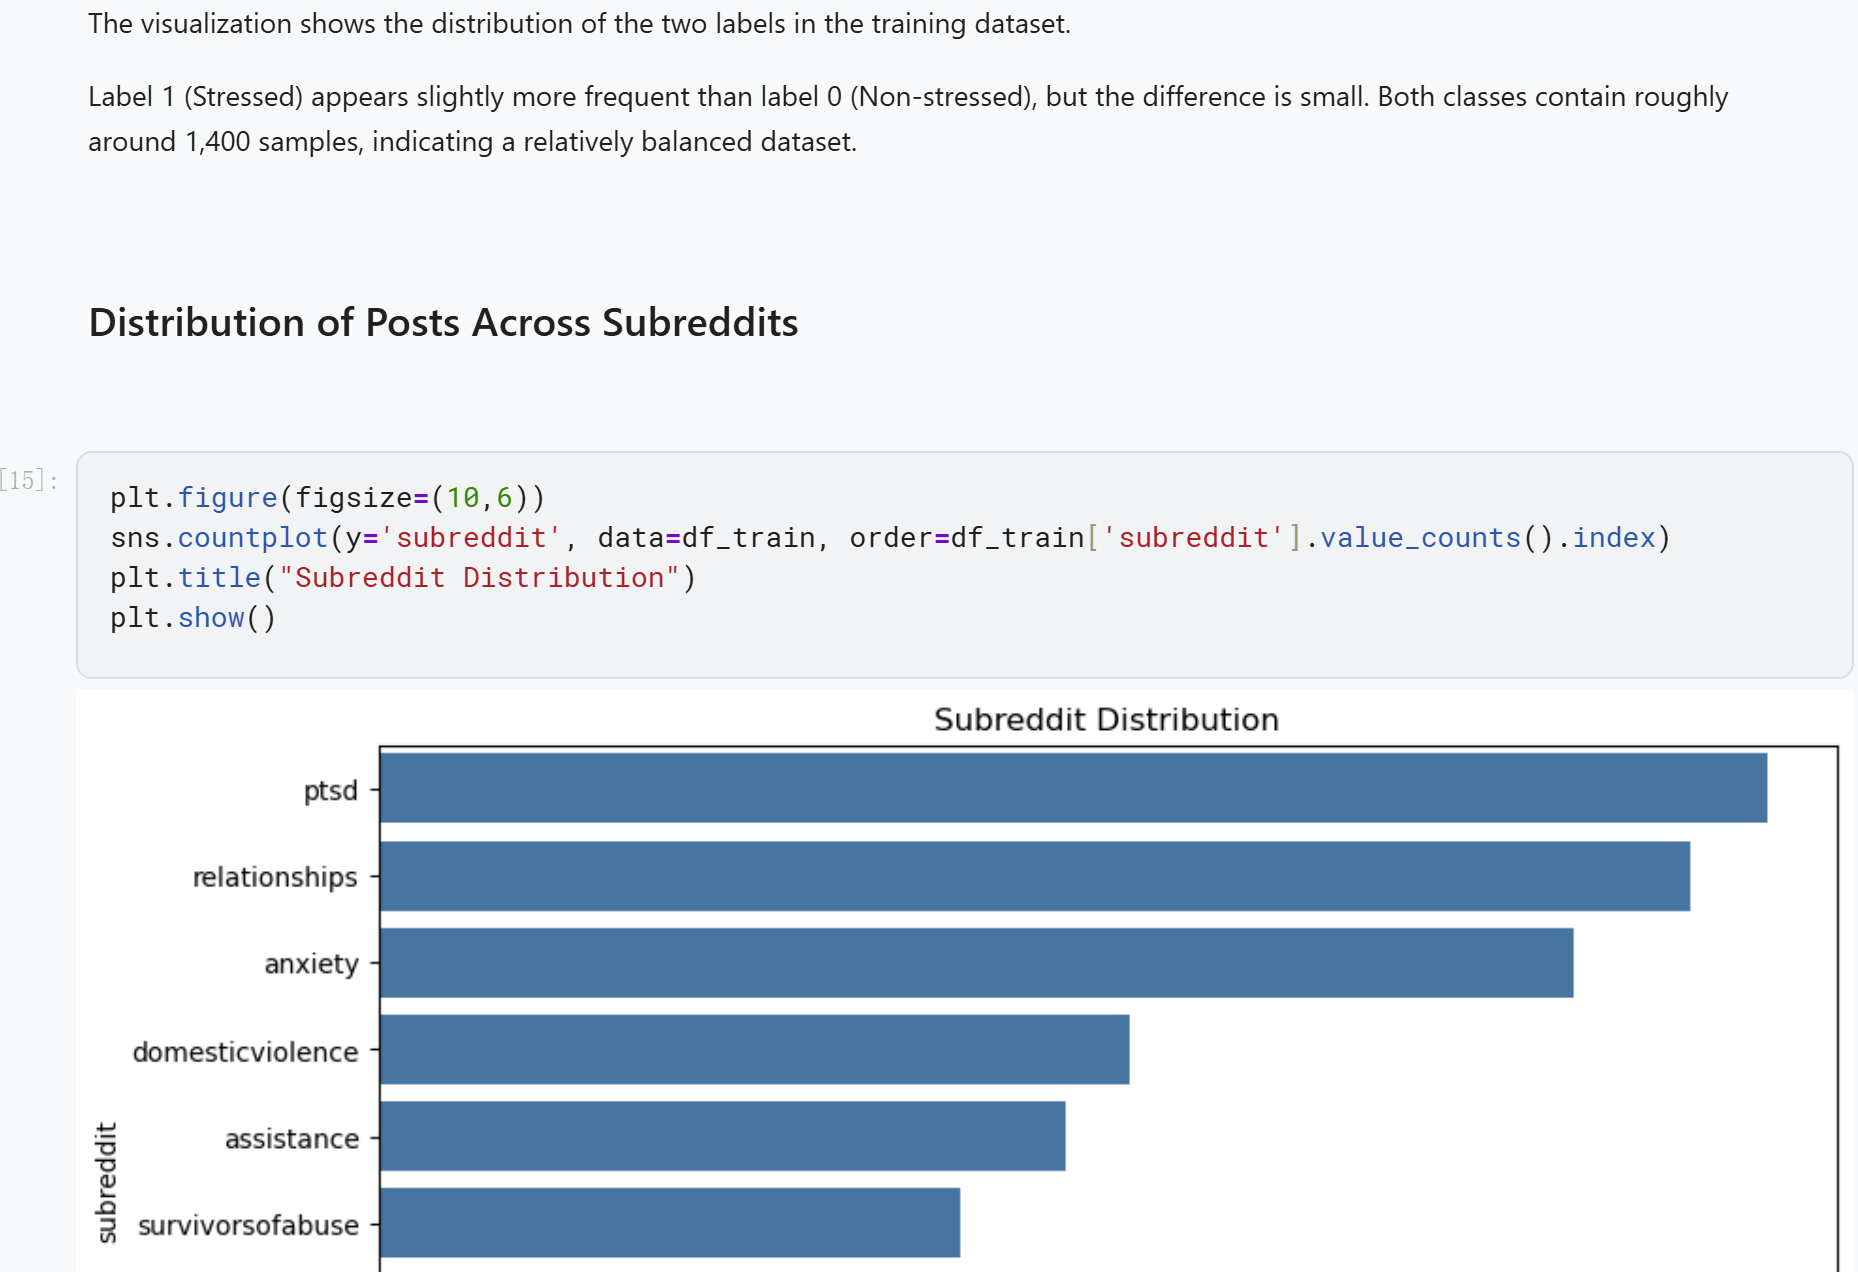 The visualization shows the distribution of the two labels in the training dataset.
Label 1 (Stressed) appears slightly more frequent than label 0 (Non-stressed), but the difference is small. Both classes contain roughly
around 1,400 samples, indicating a relatively balanced dataset.
Distribution of Posts Across Subreddits
[15]:
plt.figure(figsize=(10,6))
sns.countplot(y='subreddit', data=df_train, order=df_train['subreddit'].value_counts().index)
plt.title("Subreddit Distribution")
plt.show()
Subreddit Distribution
ptsd
relationships
anxiety
domesticviolence
assistance
survivorsofabuse
subreddit